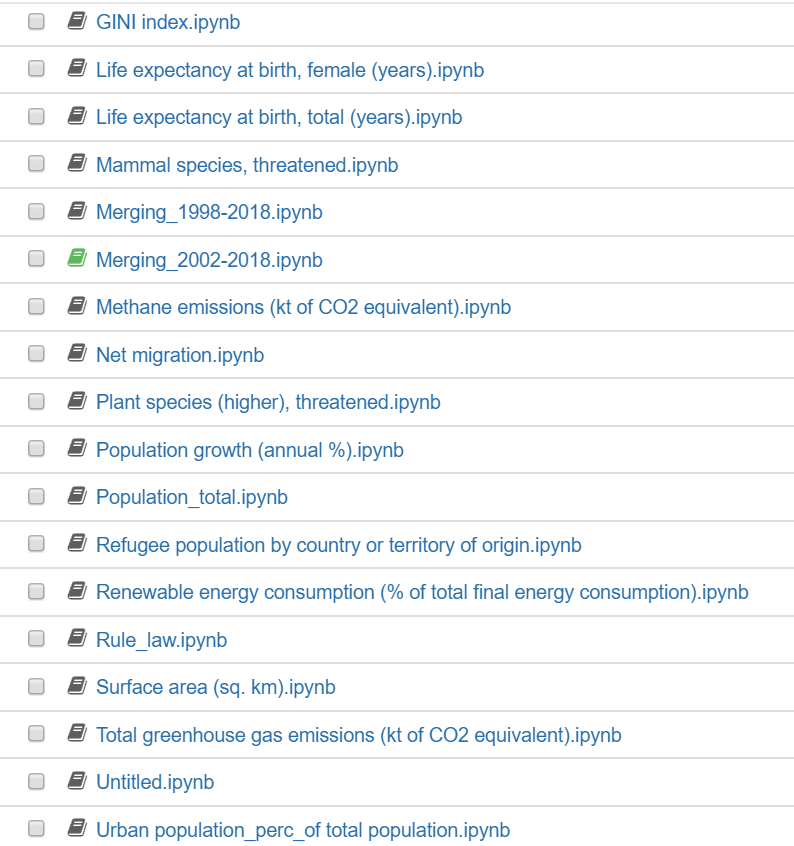 GINI index.ipynb
Life expectancy at birth, female (years).ipynb
Life expectancy at birth, total (years).ipynb
Mammal species, threatened.ipynb
Merging_1998-2018.ipynb
Merging_2002-2018.ipynb
Methane emissions (kt of CO2 equivalent).ipynb
Net migration.ipynb
Plant species (higher), threatened.ipynb
Population growth (annual %).ipynb
Population_total.ipynb
Refugee population by country or territory of origin.ipynb
Renewable energy consumption (% of total final energy consumption).ipynb
Rule_law.ipynb
Surface area (sq. km).ipynb
Total greenhouse gas emissions (kt of CO2 equivalent).ipynb
Untitled.ipynb
Urban population_perc_of total population.ipynb